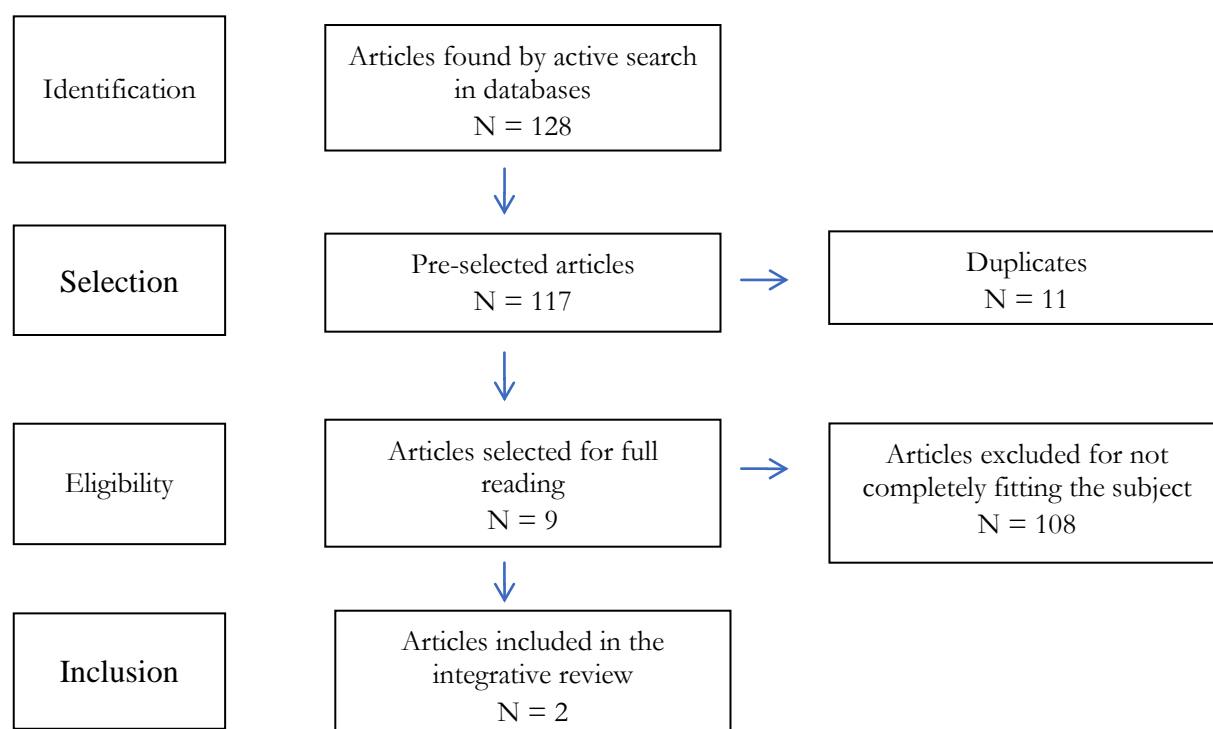 Identification
Articles found by active search
in databases
N = 128
Selection
Pre-selected articles
N = 117
Duplicates
N = 11
Eligibility
Articles selected for full
reading
N = 9
Articles excluded for not
completely fitting the subject
N = 108
Inclusion
Articles included in the
integrative review
N = 2